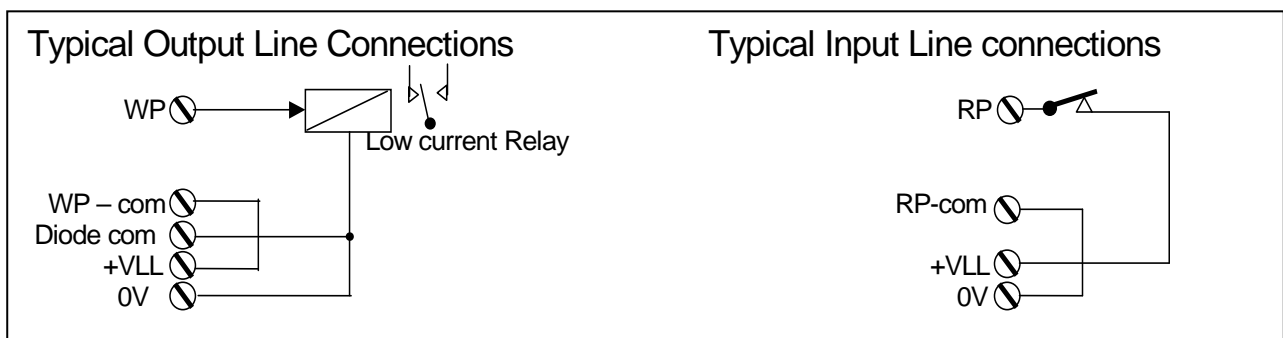 Typical Output Line Connections
WP
Low current Relay
WP – com
Diode com
+VLL
0V
Typical Input Line connections
RP
RP-com
+VLL
0V